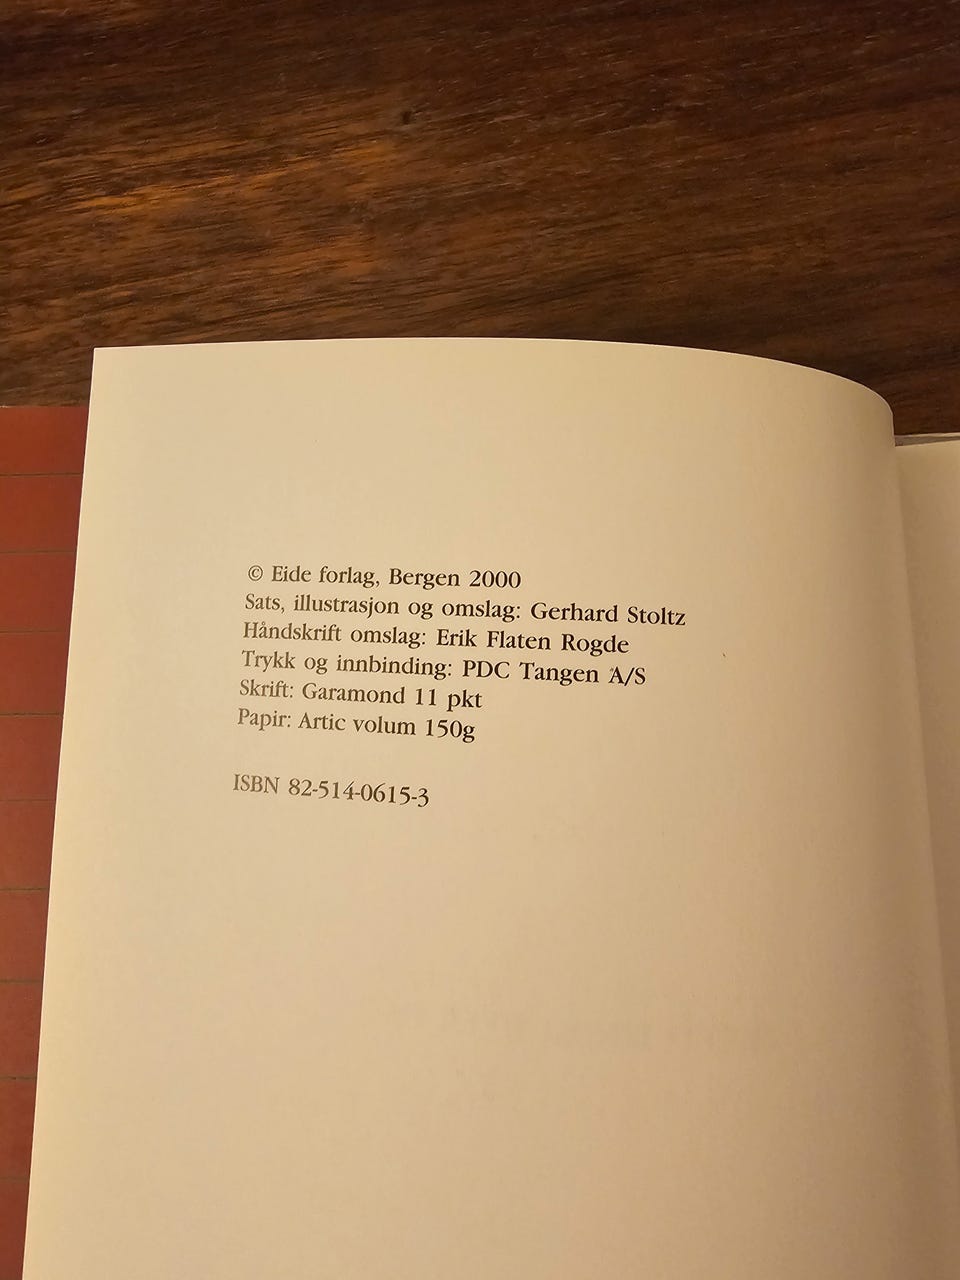 © Eide forlag, Bergen 2000
Sats, illustrasjon og omslag: Gerhard Stoltz
Håndskrift omslag: Erik Flaten Rogde
Trykk og innbinding: PDC Tangen A/S
Skrift: Garamond 11 pkt
Papir: Artic volum 150g
ISBN 82-514-0615-3